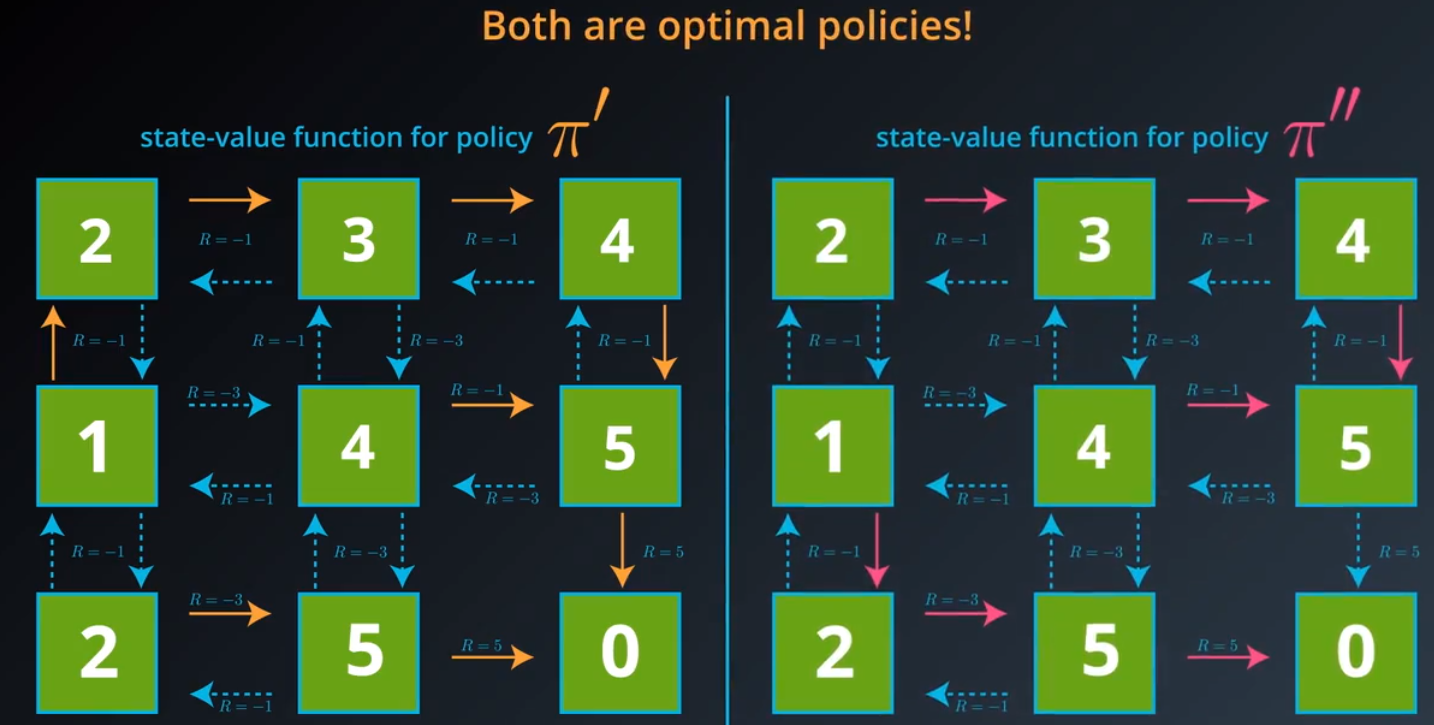 Both are optimal policies!
state-value function for policy π′
2 3 4
R = −1 R = −1
R = −1 R = −1 R = −3 R = −1
1 4 5
R = −3 R = −1
R = −1 R = −3
R = −1 R = −3 R = 5
2 5 0
R = −3 R = 5
R = −1
state-value function for policy π′′
2 3 4
R = −1 R = −1
R = −1 R = −1 R = −3 R = −1
1 4 5
R = −3 R = −1
R = −1 R = −3
R = −1 R = −3 R = 5
2 5 0
R = −3 R = 5
R = −1